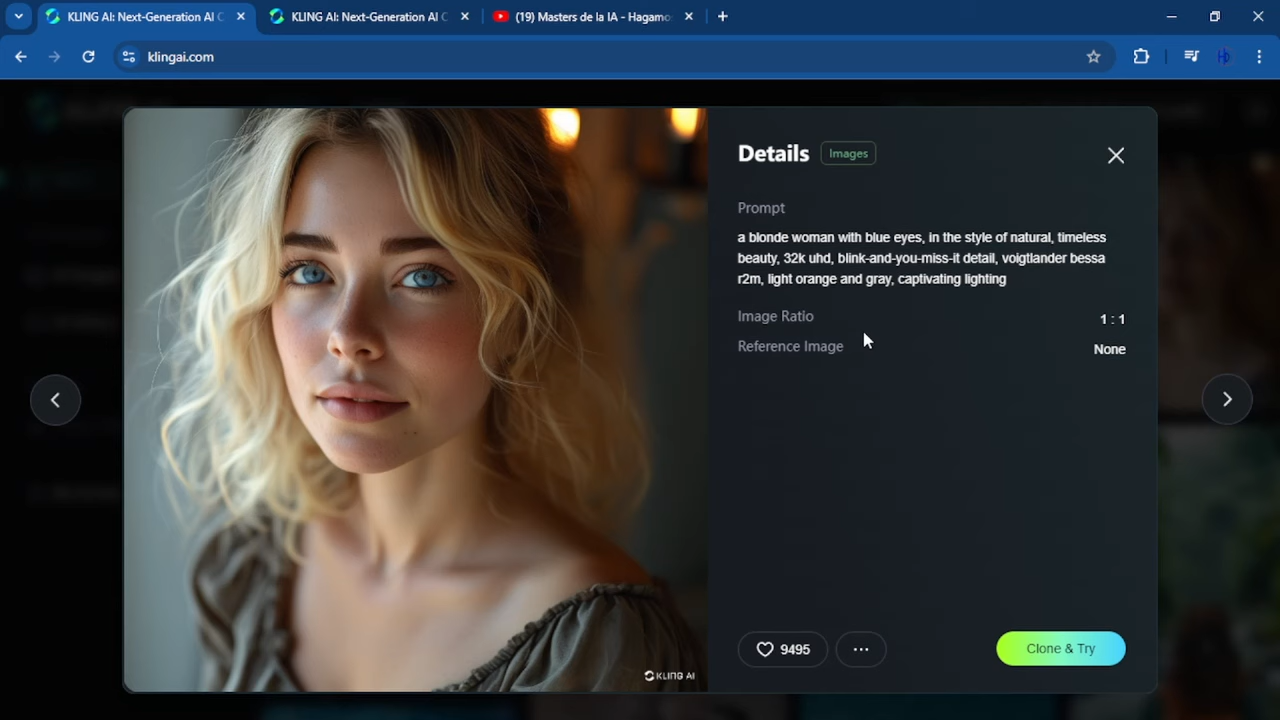 KLING AI: Next-Generation AI C
KLING AI: Next-Generation AI C
(19) Masters de la IA - Hagamo
klingai.com
Details
Images
Prompt
a blonde woman with blue eyes, in the style of natural, timeless
beauty, 32k uhd, blink-and-you-miss-it detail, voigtlander bessa
r2m, light orange and gray, captivating lighting
Image Ratio
1 : 1
Reference Image
None
9495
Clone & Try
KLING AI